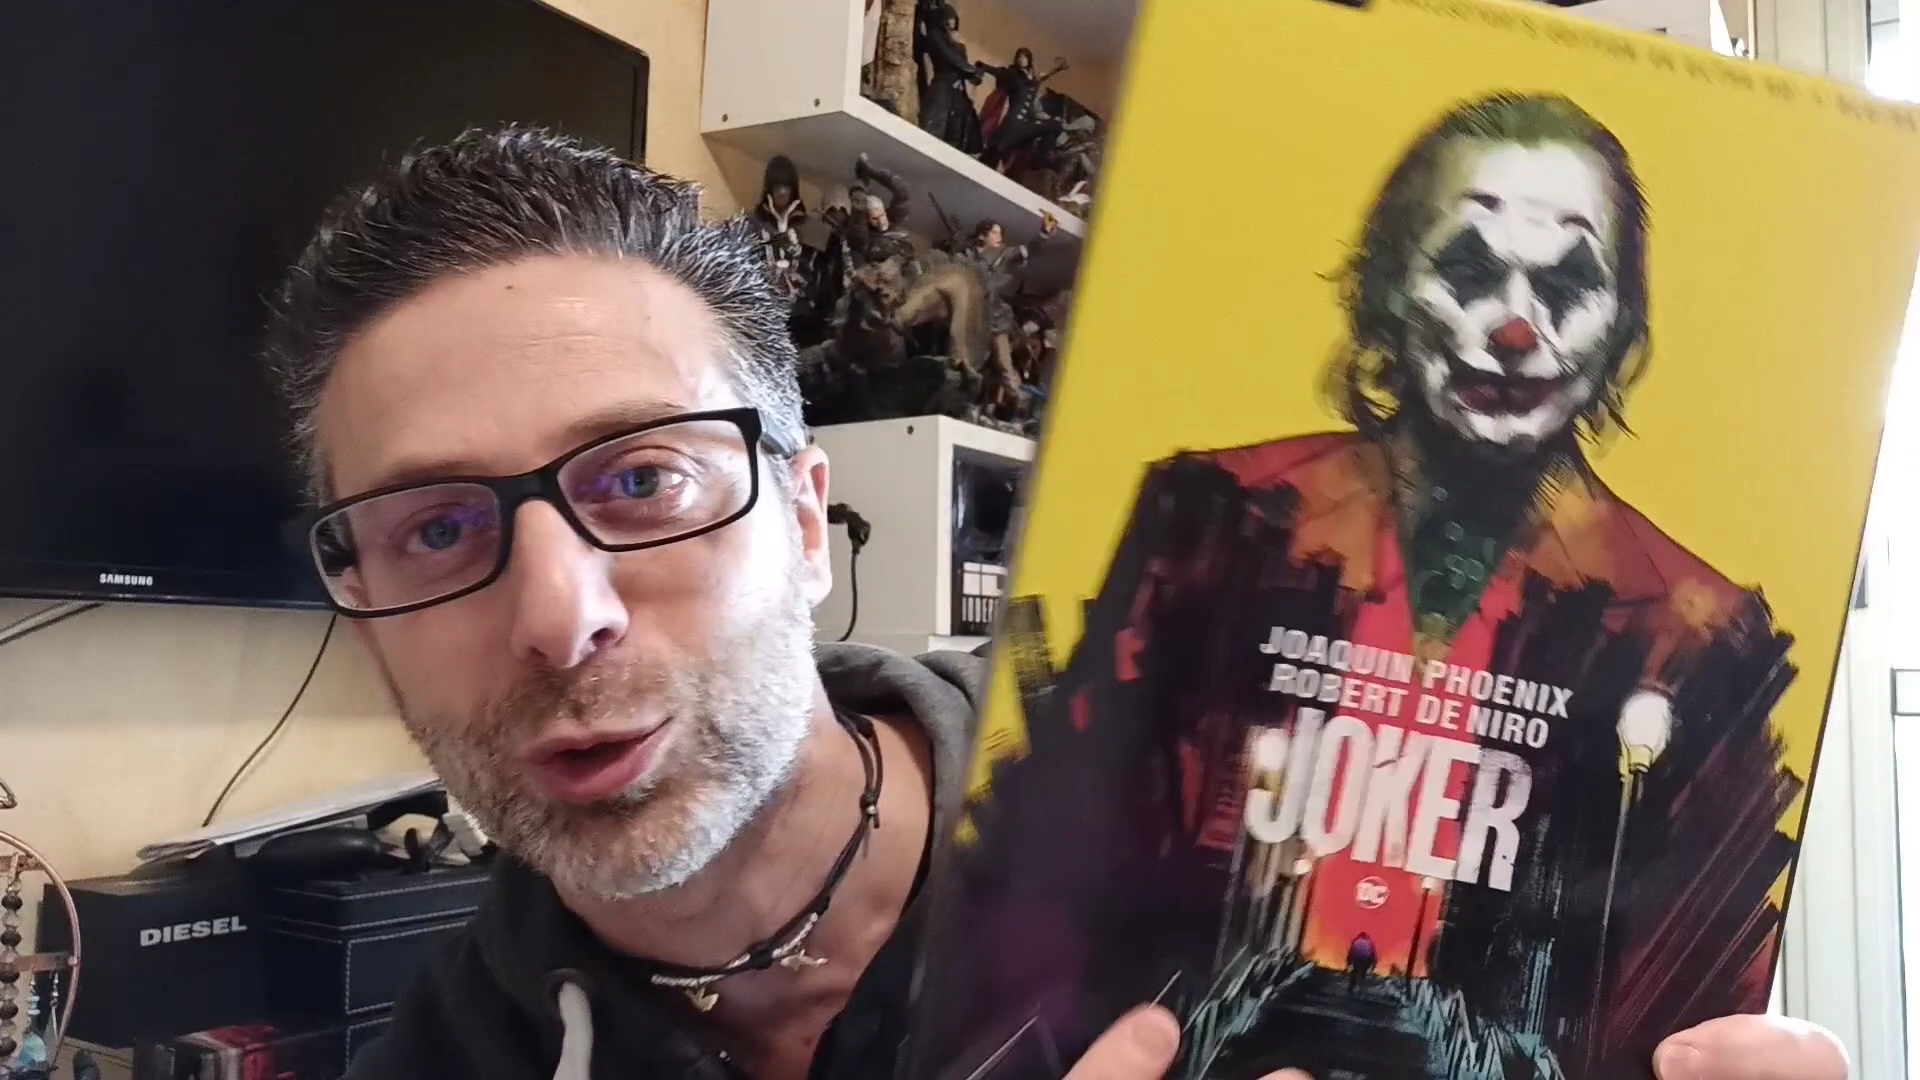 SAMSUNG
DIESEL
JOAQUIN PHOENIX
ROBERT DE NIRO
JOKER
DC